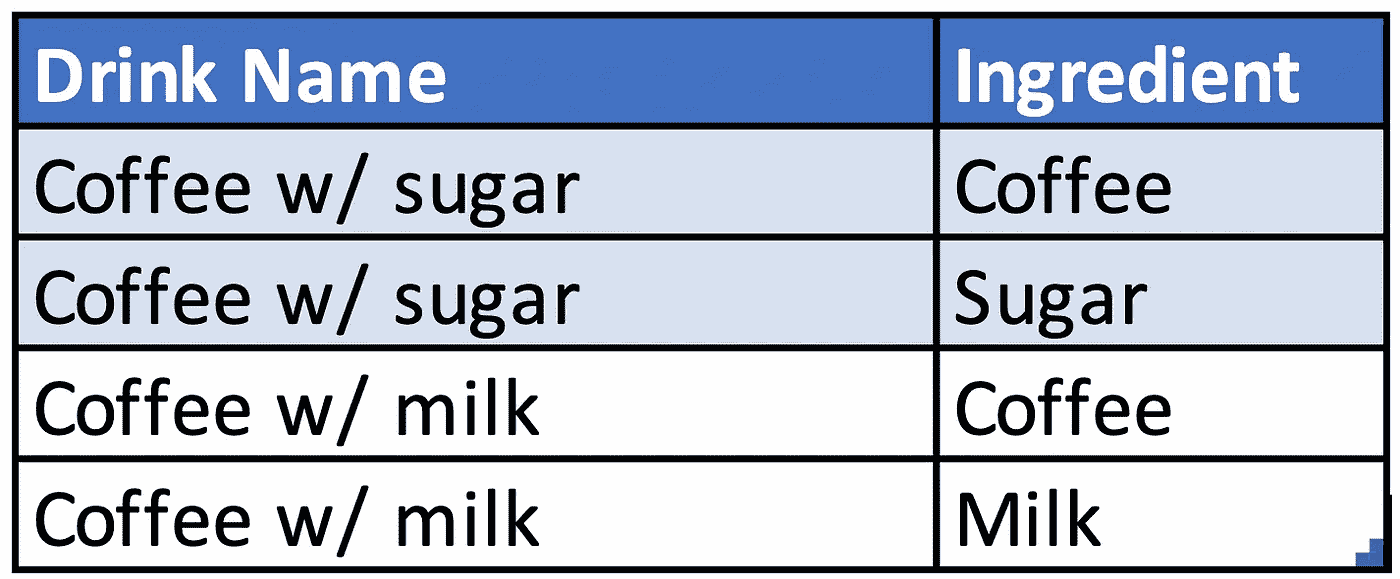 Drink Name Ingredient
Coffee w/ sugar Coffee
Coffee w/ sugar Sugar
Coffee w/ milk Coffee
Coffee w/ milk Milk